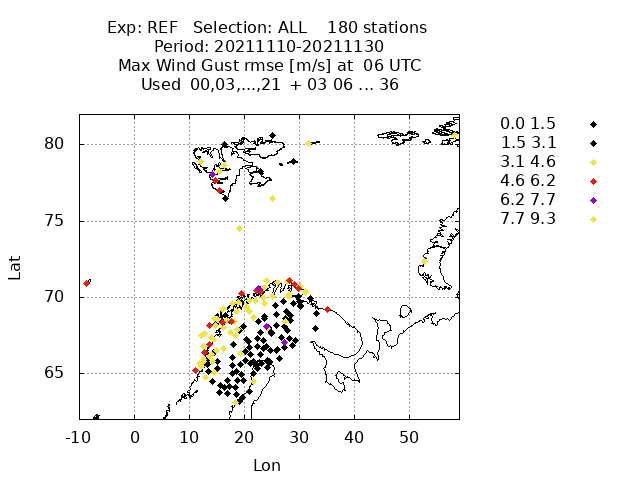 Exp: REF   Selection: ALL    180 stations
Period: 20211110-20211130
Max Wind Gust rmse [m/s] at  06 UTC
Used  00,03,...,21  + 03 06 ... 36
80
75
70
65
Lat
-10 0 10 20 30 40 50
Lon
0.0 1.5
1.5 3.1
3.1 4.6
4.6 6.2
6.2 7.7
7.7 9.3